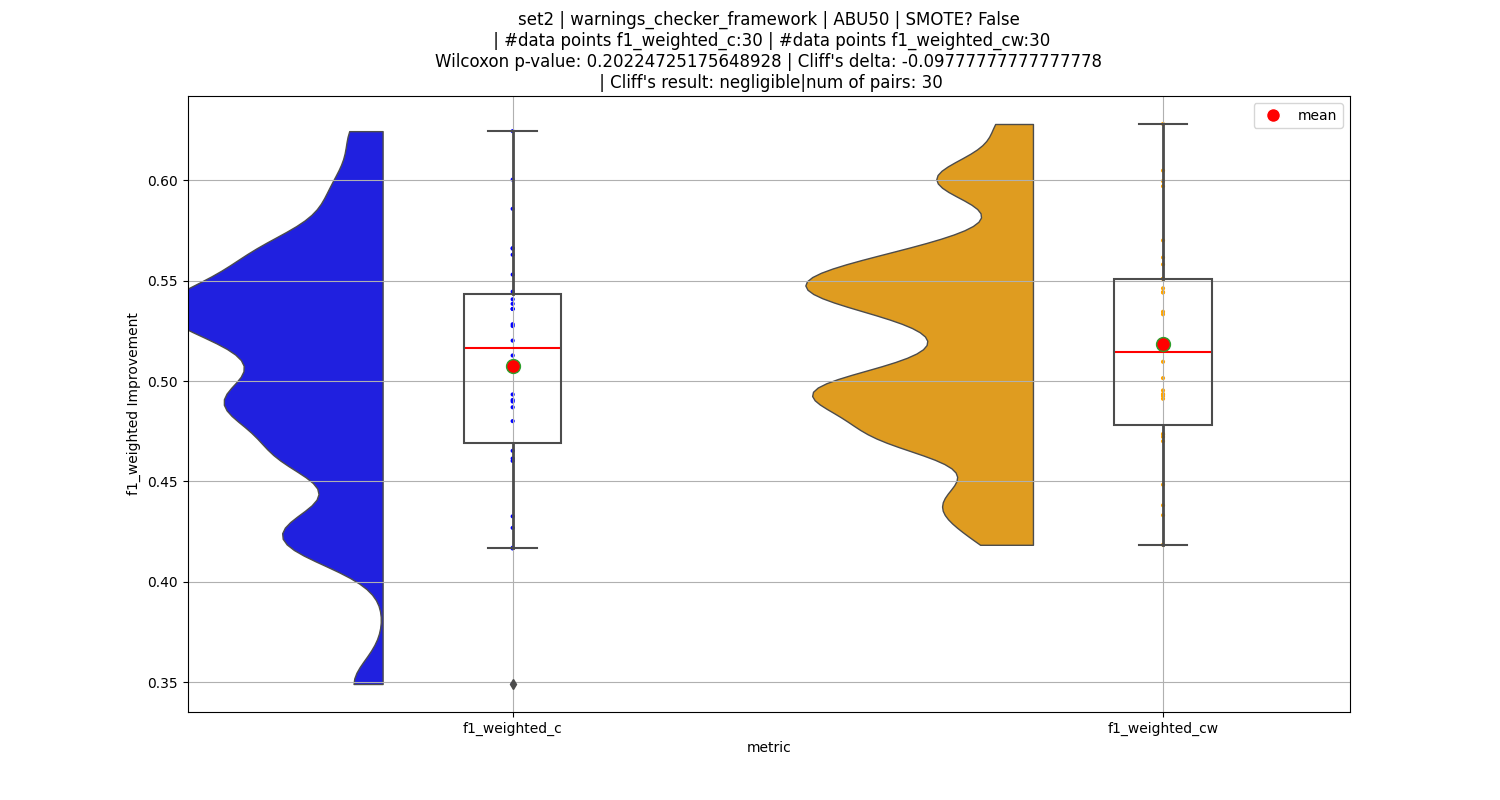 set2 | warnings_checker_framework | ABU50 | SMOTE? False
| #data points f1_weighted_c:30 | #data points f1_weighted_cw:30
Wilcoxon p-value: 0.20224725175648928 | Cliff's delta: -0.09777777777777778
| Cliff's result: negligible|num of pairs: 30
mean
0.60
0.55
0.50
0.45
0.40
0.35
f1_weighted Improvement
f1_weighted_c
f1_weighted_cw
metric